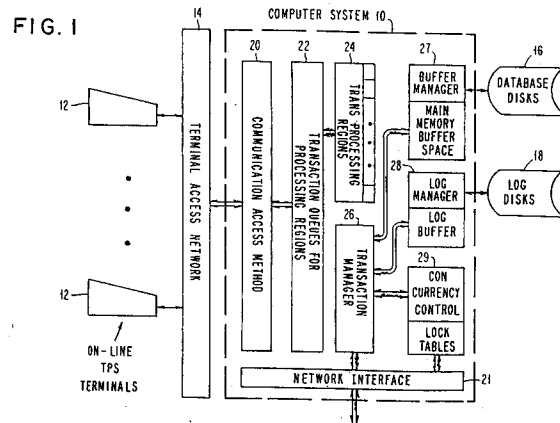 FIG. 1
14
COMPUTER SYSTEM 10
20
22
24
27
16
12
TERMINAL ACCESS NETWORK
COMMUNICATION ACCESS METHOD
TRANSACTION QUEUES FOR
PROCESSING REGIONS
TRANS PROCESSING
REGIONS
BUFFER
MANAGER
MAIN
MEMORY
BUFFER
SPACE
DATABASE
DISKS
28
18
LOG
MANAGER
LOG
BUFFER
LOG
DISKS
26
TRANSACTION
MANAGER
29
CON
CURRENCY
CONTROL
LOCK
TABLES
12
ON-LINE
TPS
TERMINALS
NETWORK INTERFACE
21